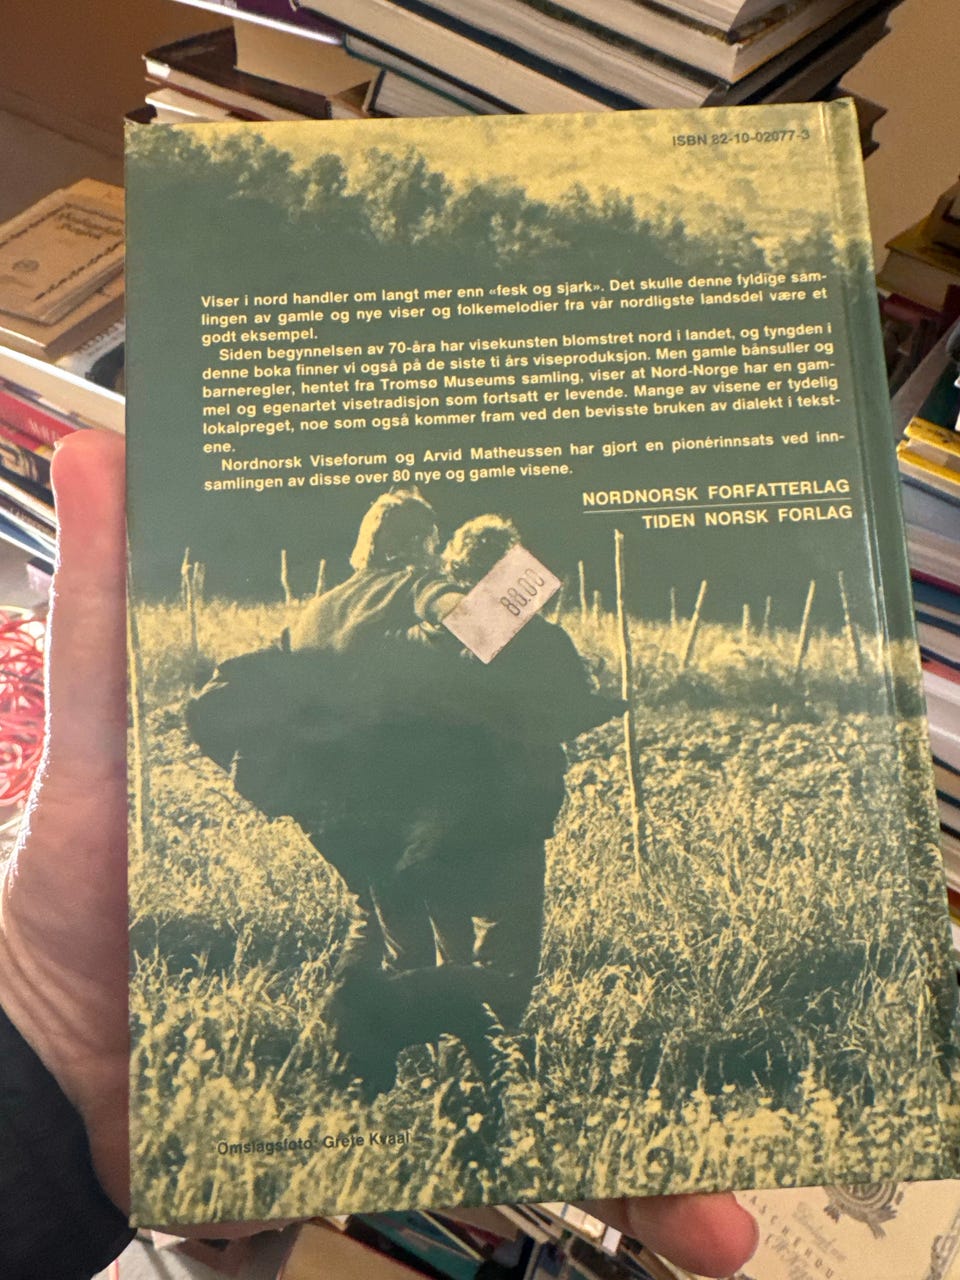 ISBN 82-10-02077-3
Viser i nord handler om langt mer enn «fesk og sjark». Det skulle denne fyldige sam-
lingen av gamle og nye viser og folkemelodier fra vår nordligste landsdel være et
godt eksempel.
Siden begynnelsen av 70-åra har visekunsten blomstret nord i landet, og tyngden i
denne boka finner vi også på de siste ti års viseproduksjon. Men gamle bånsuller og
barneregler, hentet fra Tromsø Museums samling, viser at Nord-Norge har en gam-
mel og egenartet visetradisjon som fortsatt er levende. Mange av visene er tydelig
lokalpreget, noe som også kommer fram ved den bevisste bruken av dialekt i tekst-
ene.
Nordnorsk Viseforum og Arvid Matheussen har gjort en pionérinnsats ved inn-
samlingen av disse over 80 nye og gamle visene.
NORDNORSK FORFATTERLAG
TIDEN NORSK FORLAG
88.00
Omslagsfoto: Grete Kvaal